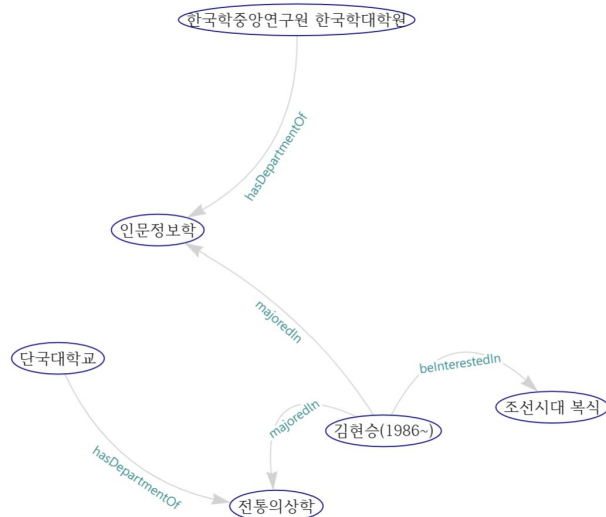 한국학중앙연구원 한국학대학원
hasDepartmentOf
인문정보학
majoredIn
단국대학교
beInterestedIn
조선시대 복식
majoredIn
김현승(1986~)
hasDepartmentOf
전통의상학